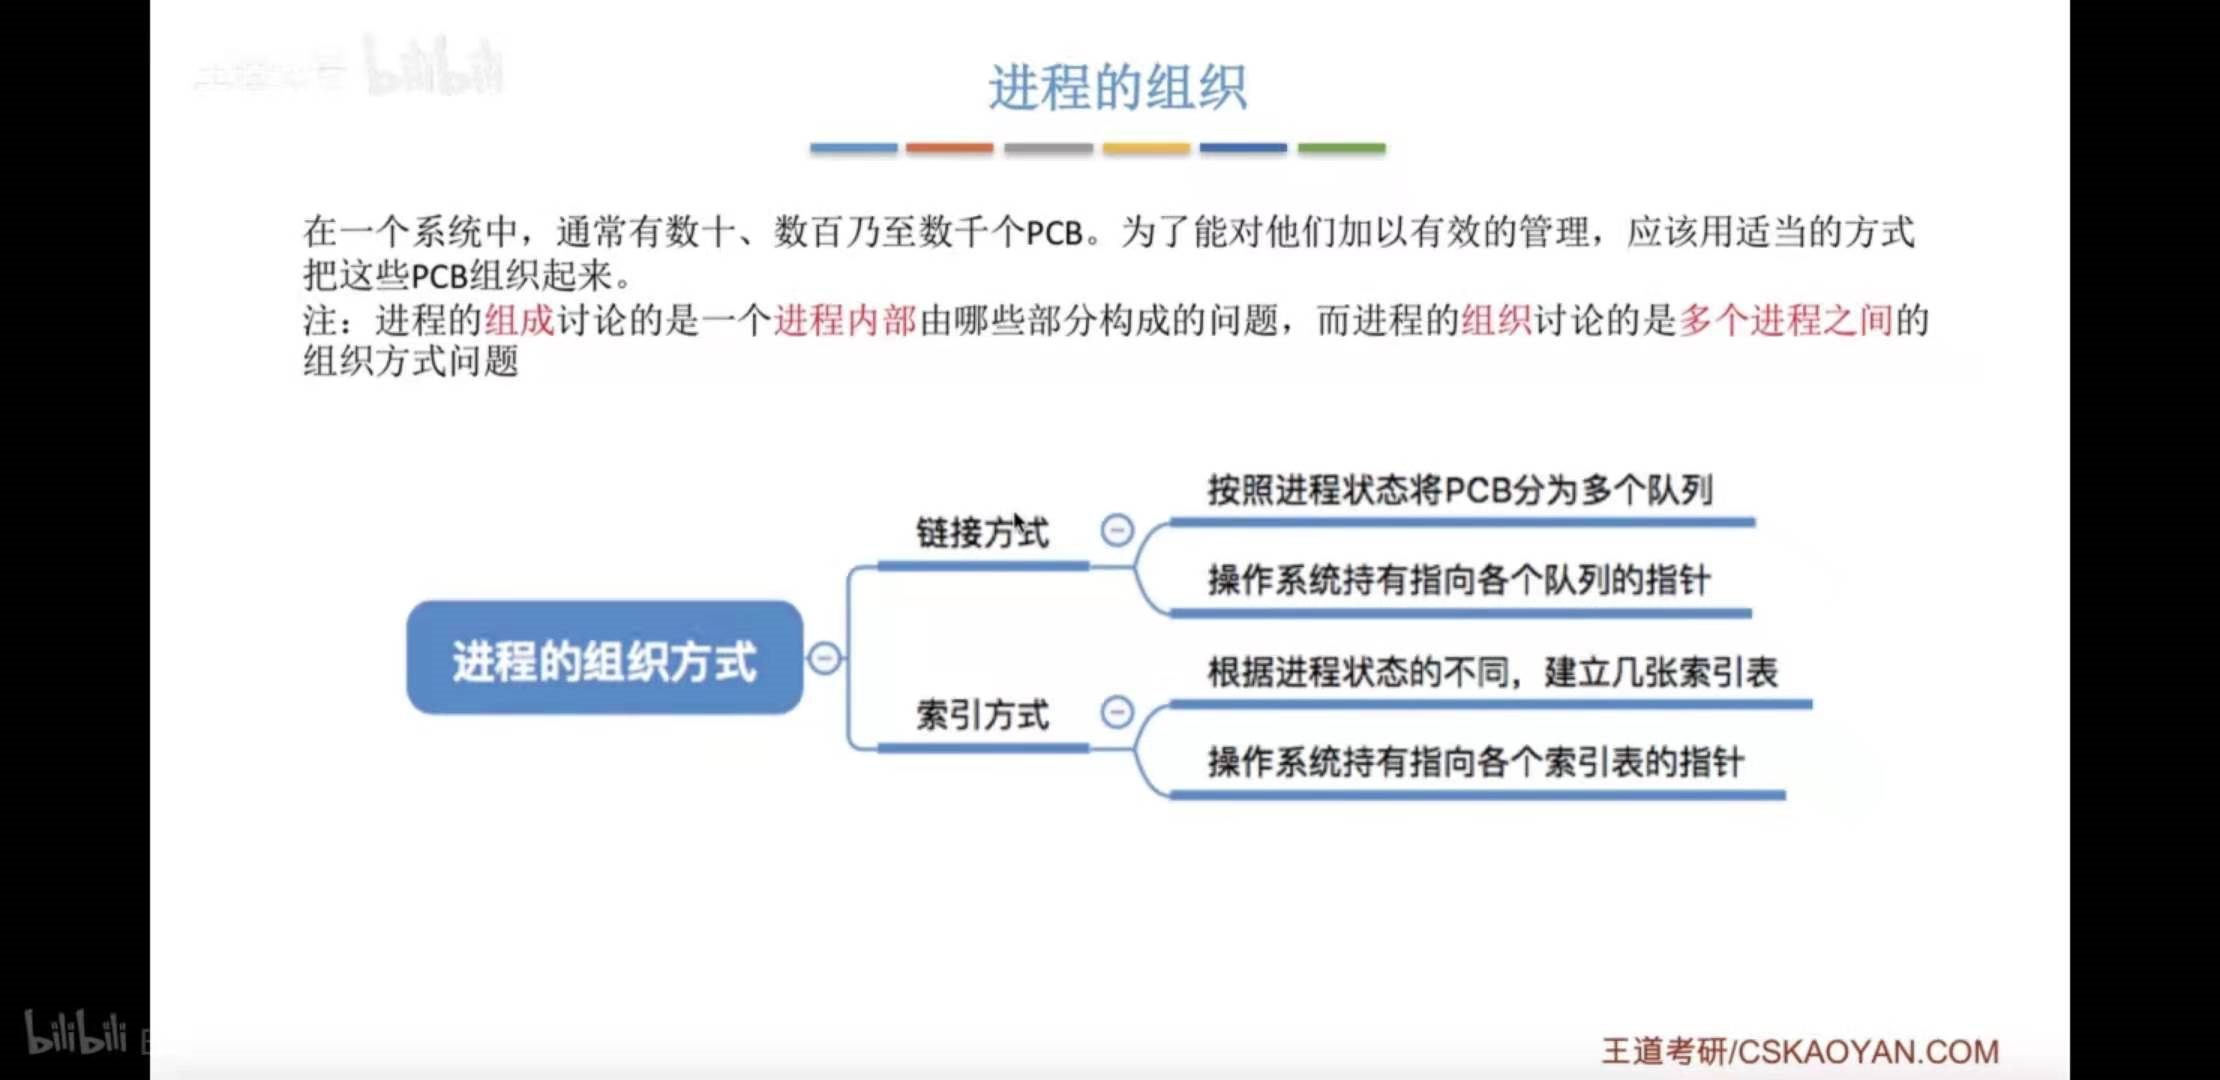 bilibili
进程的组织
在一个系统中，通常有数十、数百乃至数千个PCB。为了能对他们加以有效的管理，应该用适当的方式
把这些PCB组织起来。
注：进程的组成讨论的是一个进程内部由哪些部分构成的问题，而进程的组织讨论的是多个进程之间的
组织方式问题
进程的组织方式
链接方式
按照进程状态将PCB分为多个队列
操作系统持有指向各个队列的指针
索引方式
根据进程状态的不同，建立几张索引表
操作系统持有指向各个索引表的指针
bilibili
王道考研/CSKAOYAN.COM